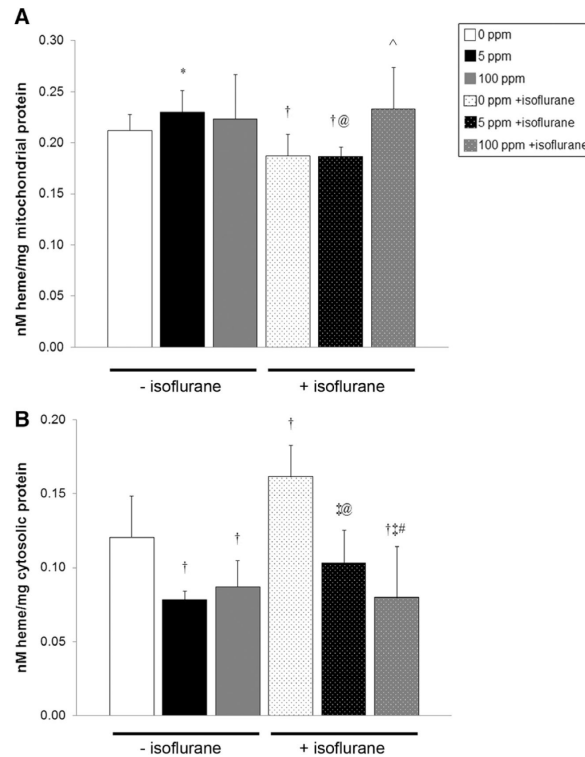 A
nM heme/mg mitochondrial protein
0.30
0.25
0.20
0.15
0.10
0.05
0.00
*
†
†@
^
- isoflurane
+ isoflurane
0 ppm
5 ppm
100 ppm
0 ppm +isoflurane
5 ppm +isoflurane
100 ppm +isoflurane
B
nM heme/mg cytosolic protein
0.20
0.15
0.10
0.05
0.00
†
†
†
‡@
†‡#
- isoflurane
+ isoflurane